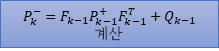 $P_k^- = F_{k-1}P_{k-1}^+F_{k-1}^T + Q_{k-1}$
계산